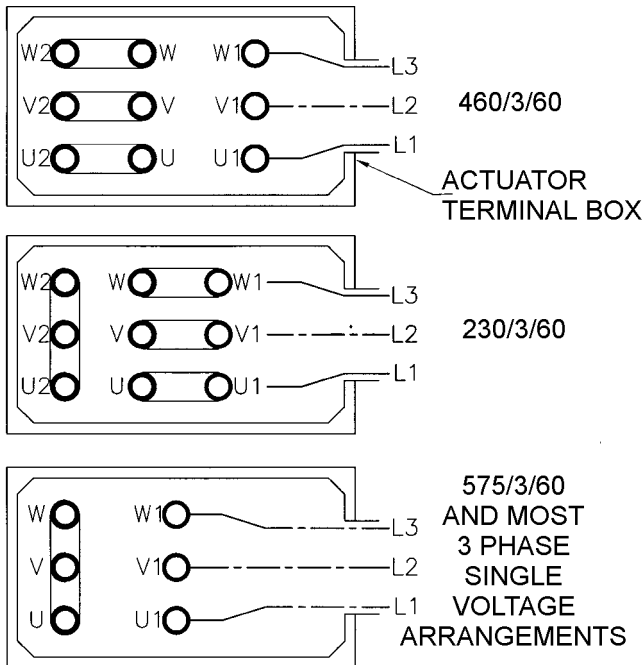 W2 W W1 L3
V2 V V1 L2 460/3/60
U2 U U1 L1
ACTUATOR
TERMINAL BOX
W2 W W1 L3
V2 V V1 L2 230/3/60
U2 U U1 L1
575/3/60
W W1 L3 AND MOST
3 PHASE
V V1 L2 SINGLE
U U1 L1 VOLTAGE
ARRANGEMENTS